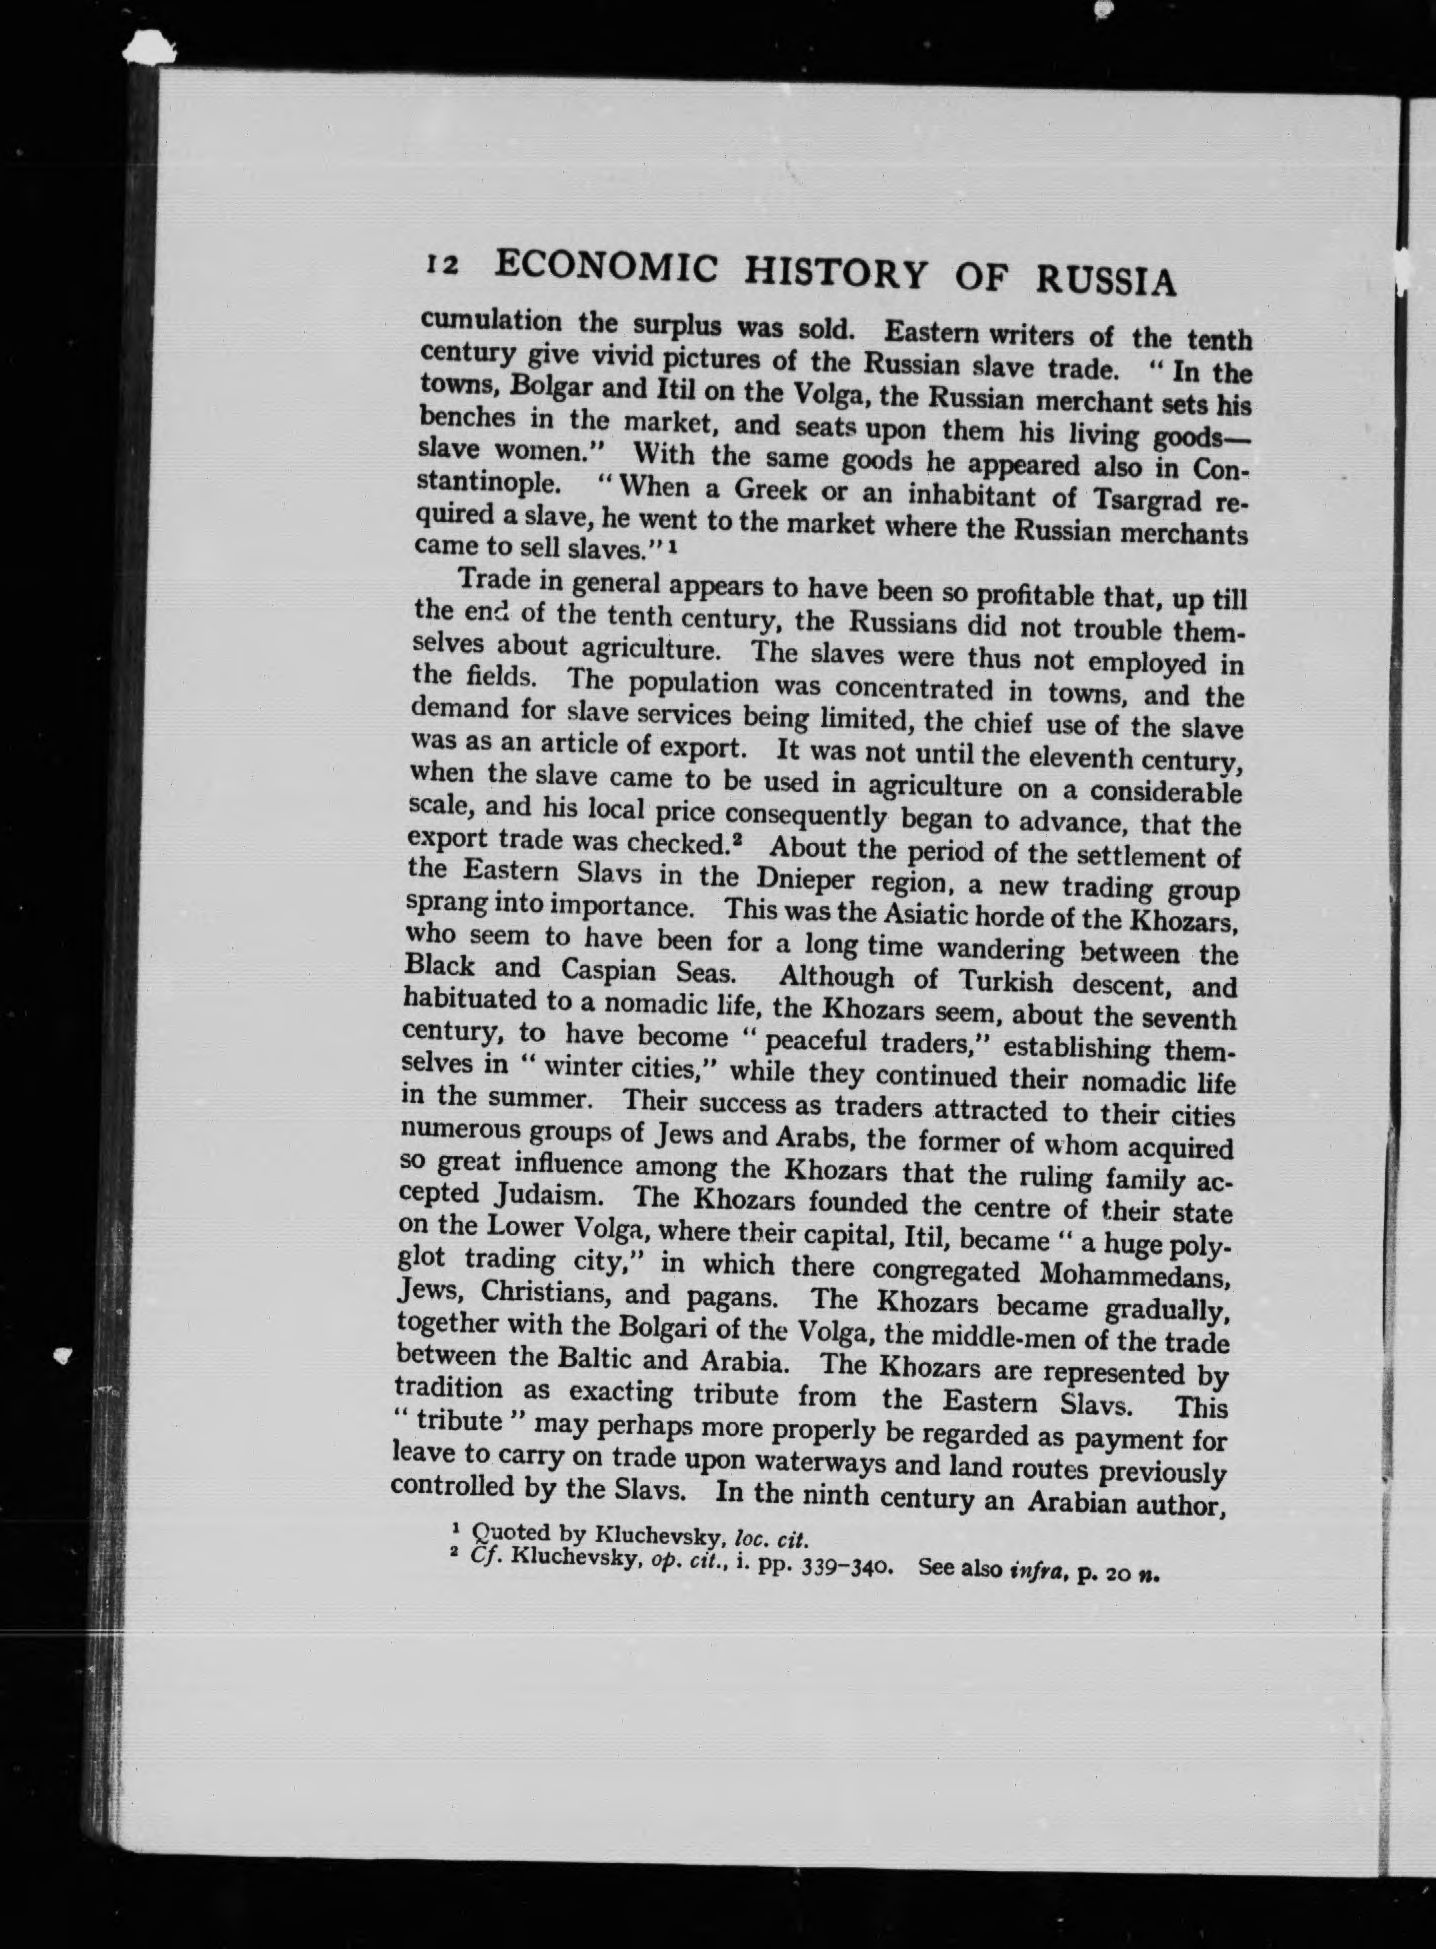 12 ECONOMIC HISTORY OF RUSSIA
cumulation the surplus was sold. Eastern writers of the tenth
century give vivid pictures of the Russian slave trade. " In the
towns, Bolgar and Itil on the Volga, the Russian merchant sets his
benches in the market, and seats upon them his living goods—
slave women." With the same goods he appeared also in Con-
stantinople. " When a Greek or an inhabitant of Tsargrad re-
quired a slave, he went to the market where the Russian merchants
came to sell slaves." ¹
Trade in general appears to have been so profitable that, up till
the end of the tenth century, the Russians did not trouble them-
selves about agriculture. The slaves were thus not employed in
the fields. The population was concentrated in towns, and the
demand for slave services being limited, the chief use of the slave
was as an article of export. It was not until the eleventh century,
when the slave came to be used in agriculture on a considerable
scale, and his local price consequently began to advance, that the
export trade was checked.² About the period of the settlement of
the Eastern Slavs in the Dnieper region, a new trading group
sprang into importance. This was the Asiatic horde of the Khozars,
who seem to have been for a long time wandering between the
Black and Caspian Seas. Although of Turkish descent, and
habituated to a nomadic life, the Khozars seem, about the seventh
century, to have become " peaceful traders," establishing them-
selves in " winter cities," while they continued their nomadic life
in the summer. Their success as traders attracted to their cities
numerous groups of Jews and Arabs, the former of whom acquired
so great influence among the Khozars that the ruling family ac-
cepted Judaism. The Khozars founded the centre of their state
on the Lower Volga, where their capital, Itil, became " a huge poly-
glot trading city," in which there congregated Mohammedans,
Jews, Christians, and pagans. The Khozars became gradually,
together with the Bolgari of the Volga, the middle-men of the trade
between the Baltic and Arabia. The Khozars are represented by
tradition as exacting tribute from the Eastern Slavs. This
" tribute " may perhaps more properly be regarded as payment for
leave to carry on trade upon waterways and land routes previously
controlled by the Slavs. In the ninth century an Arabian author,
¹ Quoted by Kluchevsky, loc. cit.
² Cf. Kluchevsky, op. cit., i. pp. 339–340. See also infra, p. 20 n.